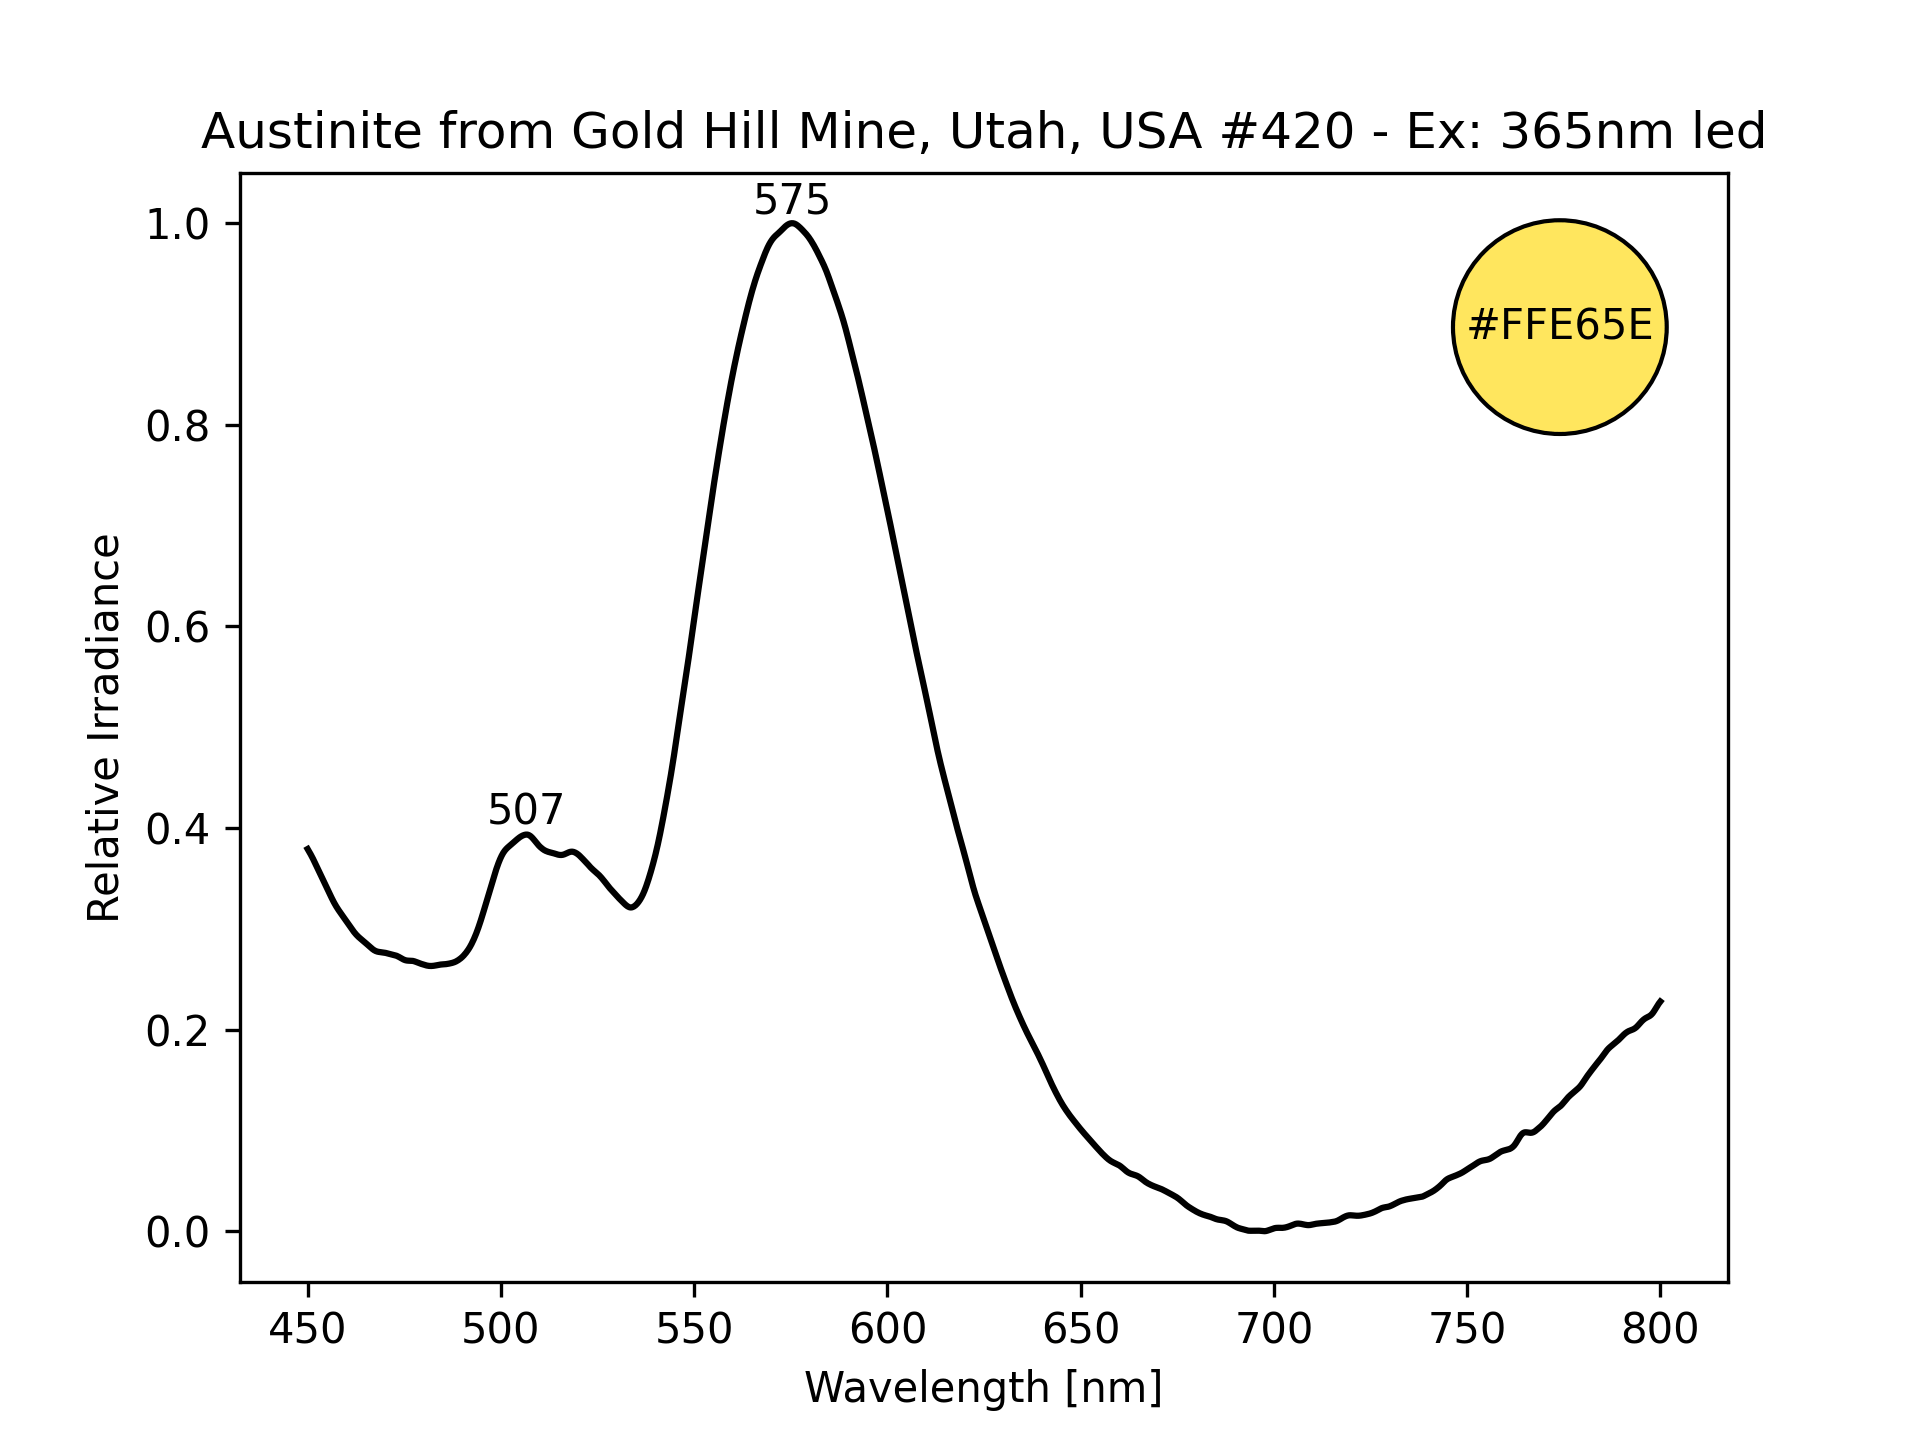 Austinite from Gold Hill Mine, Utah, USA #420 - Ex: 365nm led
575
#FFE65E
507
1.0
0.8
0.6
0.4
0.2
0.0
Relative Irradiance
450 500 550 600 650 700 750 800
Wavelength [nm]